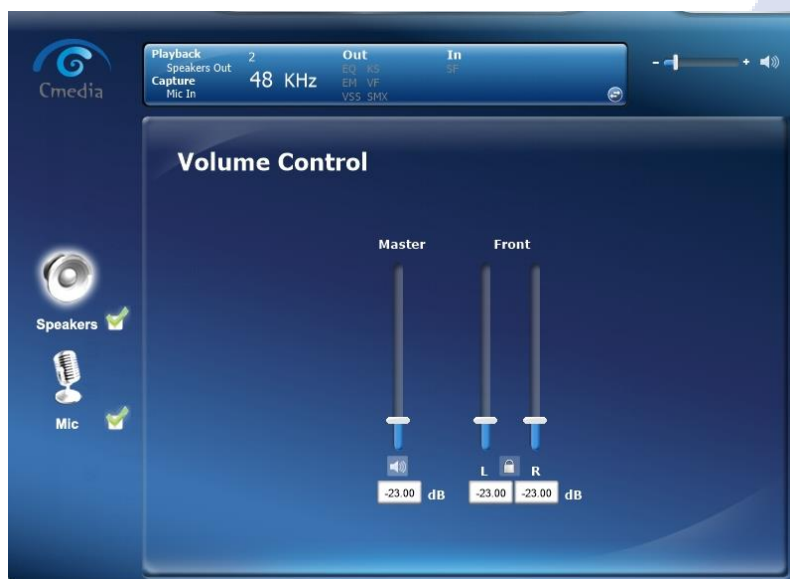 Cmedia
Playback 2 Out In
Speakers Out EQ KS SF
Capture 48 KHz EM VF
Mic In VSS SMX
- +
Volume Control
Master Front
Speakers
Mic
L R
-23.00 dB -23.00 -23.00 dB